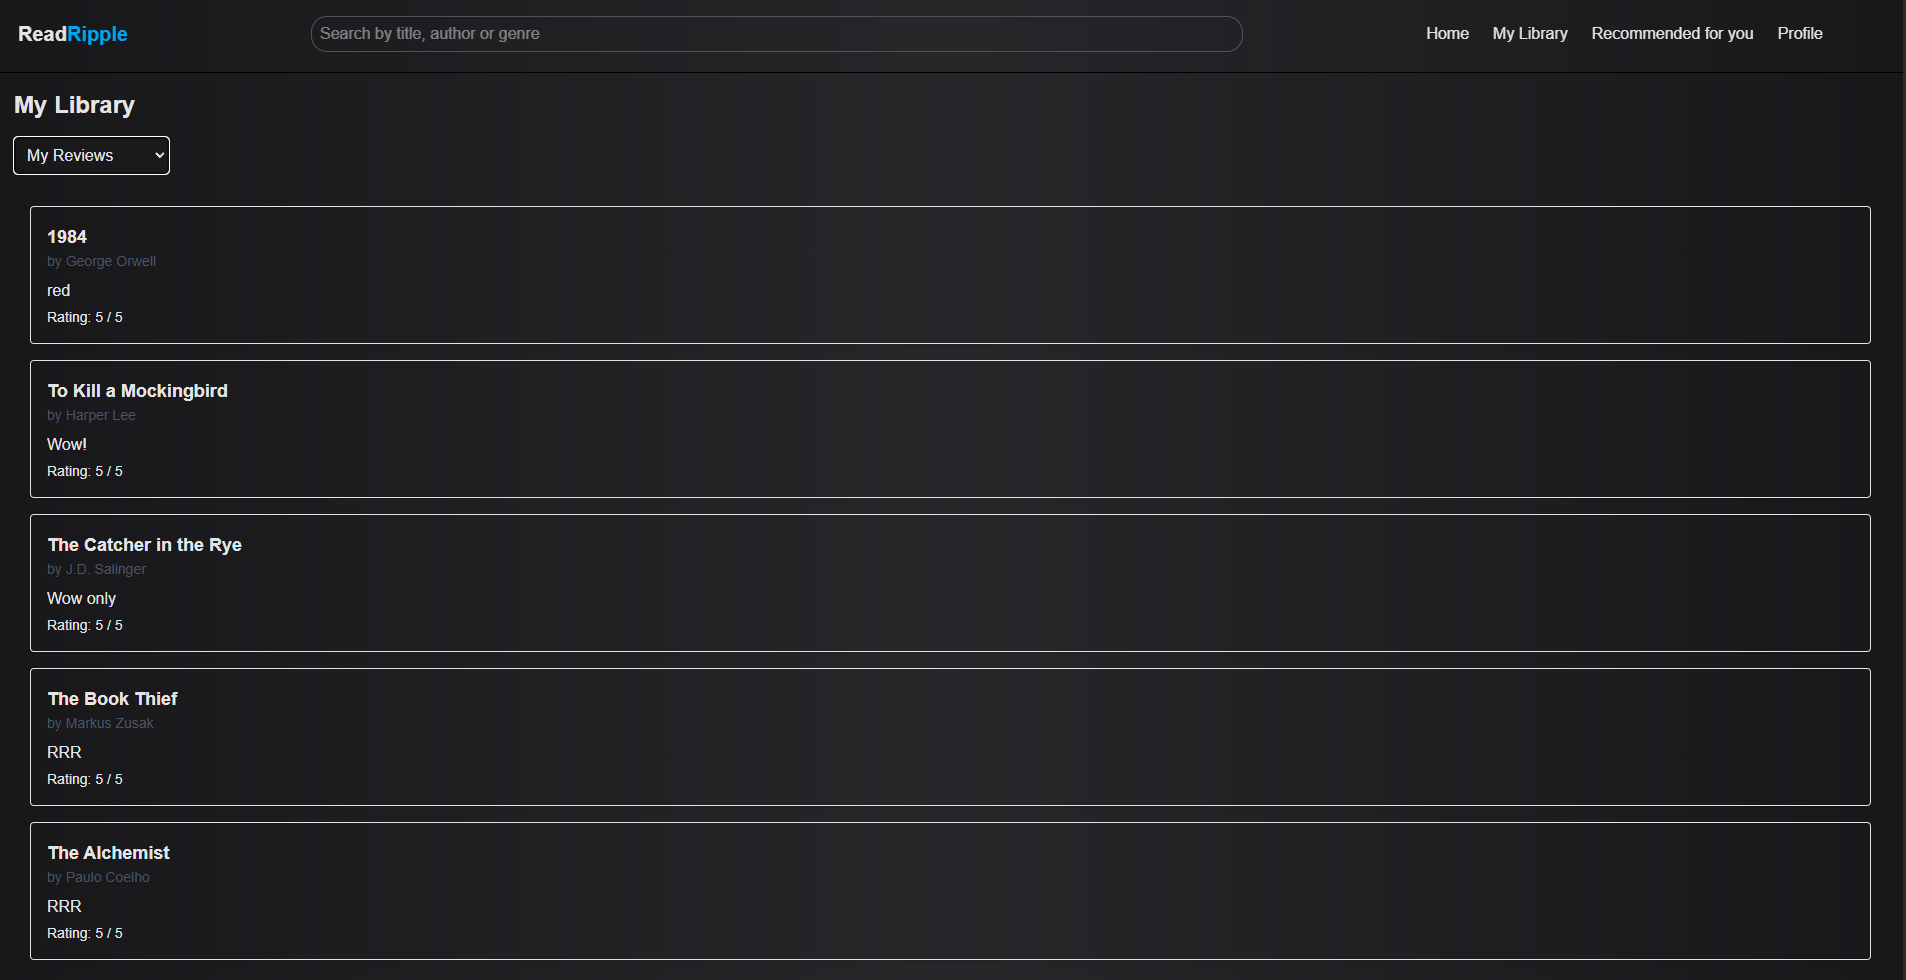 ReadRipple
Search by title, author or genre
Home My Library Recommended for you Profile
My Library
My Reviews
1984
by George Orwell
red
Rating: 5 / 5
To Kill a Mockingbird
by Harper Lee
Wow!
Rating: 5 / 5
The Catcher in the Rye
by J.D. Salinger
Wow only
Rating: 5 / 5
The Book Thief
by Markus Zusak
RRR
Rating: 5 / 5
The Alchemist
by Paulo Coelho
RRR
Rating: 5 / 5